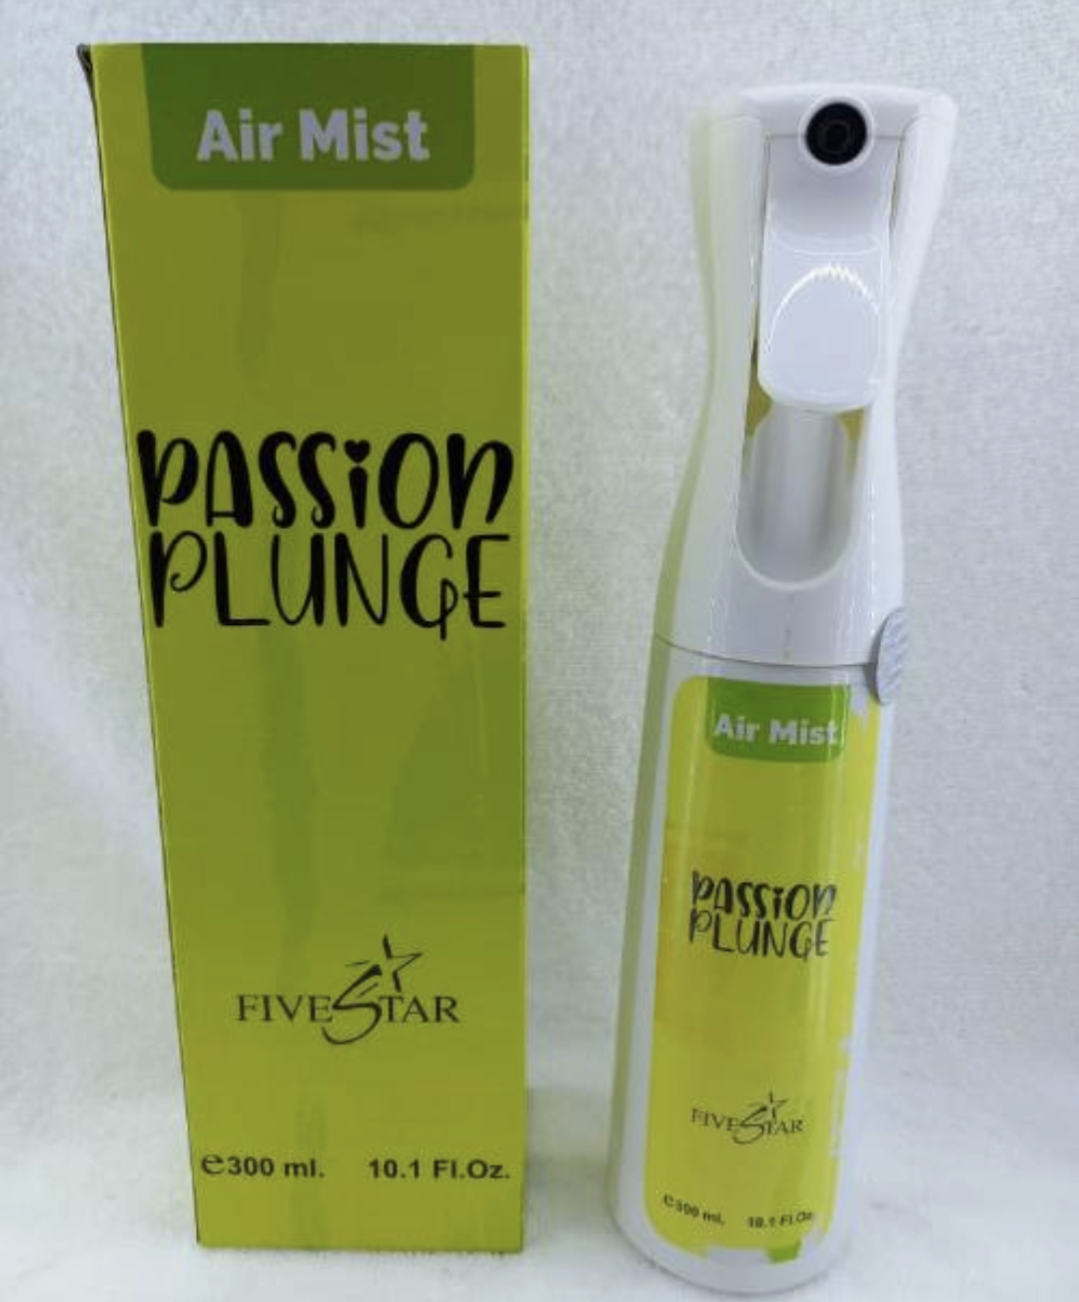 Air Mist
PASSION
PLUNGE
FIVE STAR
℮300 ml. 10.1 Fl.Oz.
Air Mist
PASSION
PLUNGE
FIVE STAR
℮300 ml. 10.1 Fl.Oz.